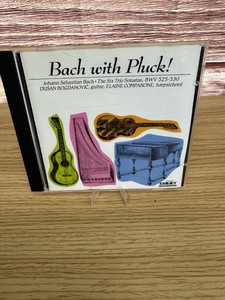 Bach with Pluck!
Johann Sebastian Bach • The Six Trio Sonatas, BWV 525-530
DUSAN BOGDANOVIC, guitar, ELAINE COMPARONE, harpsichord